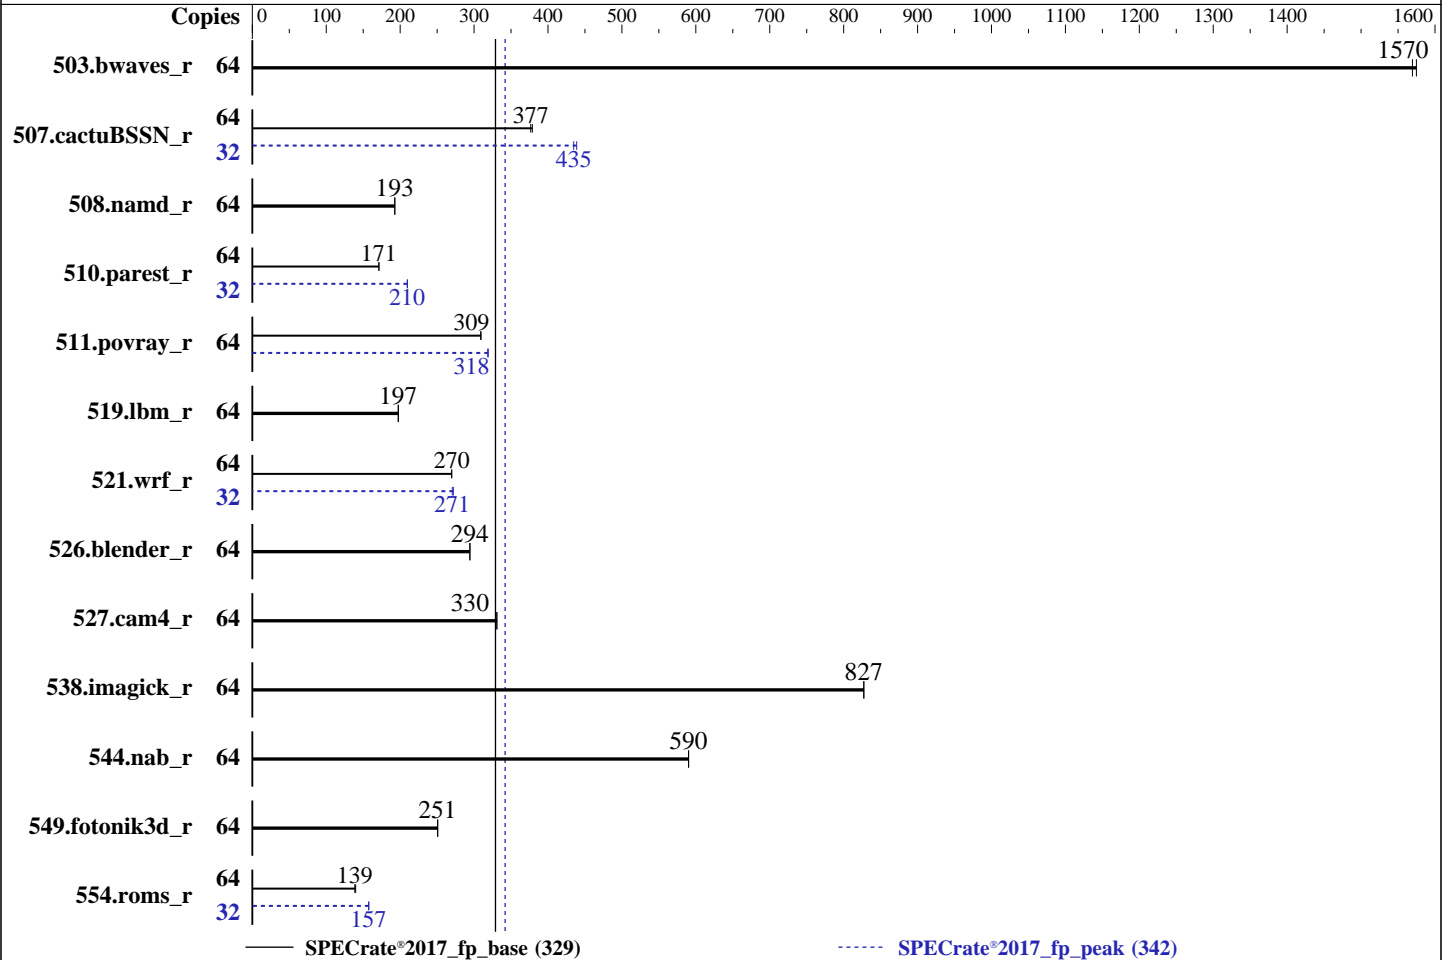 Copies 0 100 200 300 400 500 600 700 800 900 1000 1100 1200 1300 1400 1600
503.bwaves_r 64 1570
507.cactuBSSN_r 64 377
32 435
508.namd_r 64 193
510.parest_r 64 171
32 210
511.povray_r 64 309
318
519.lbm_r 64 197
521.wrf_r 64 270
32 271
526.blender_r 64 294
527.cam4_r 64 330
538.imagick_r 64 827
544.nab_r 64 590
549.fotonik3d_r 64 251
554.roms_r 64 139
32 157
SPECrate®2017_fp_base (329) SPECrate®2017_fp_peak (342)